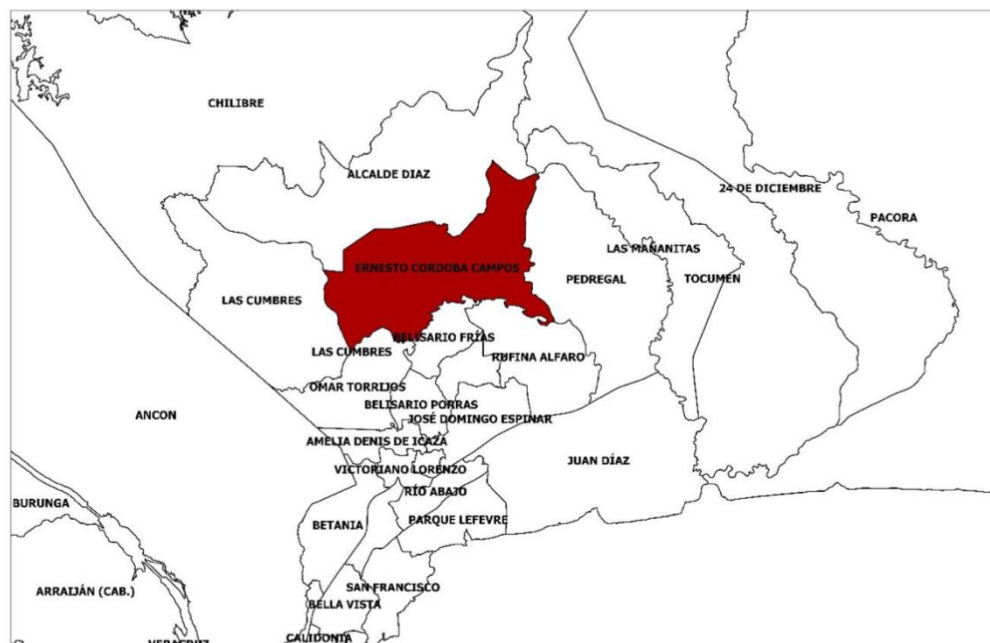 CHILIBRE
ALCALDE DIAZ
24 DE DICIEMBRE
PACORA
LAS MAÑANITAS
ERNESTO CORDOBA CAMPOS
PEDREGAL
TOCUMEN
LAS CUMBRES
BELISARIO FRÍAS
LAS CUMBRES
RUFINA ALFARO
OMAR TORRIJOS
BELISARIO PORRAS
ANCON
JOSÉ DOMINGO ESPINAR
AMELIA DENIS DE ICAZA
JUAN DÍAZ
VICTORIANO LORENZO
RÍO ABAJO
BURUNGA
BETANIA
PARQUE LEFEVRE
SAN FRANCISCO
ARRAIJÁN (CAB.)
BELLA VISTA
CALIDONIA
VERACRUZ